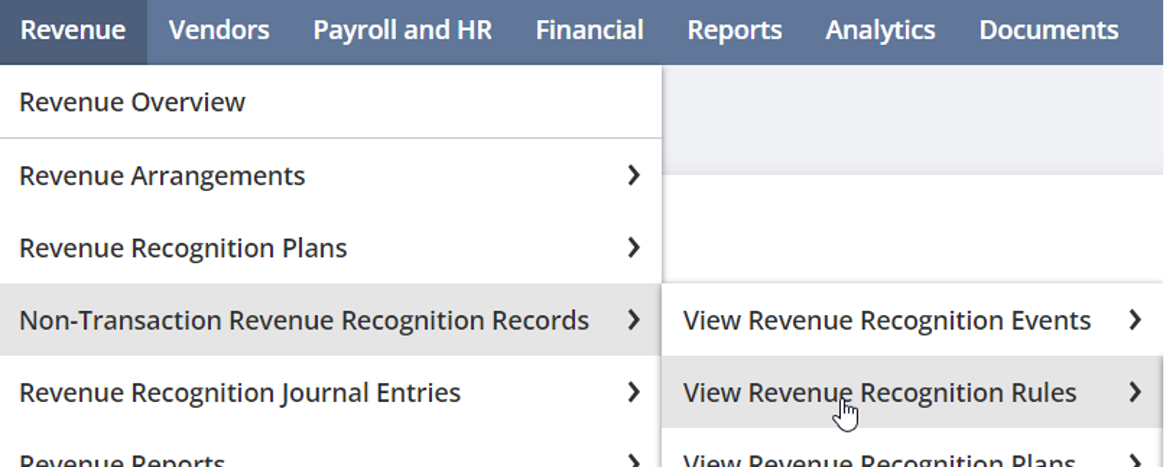 Revenue Vendors Payroll and HR Financial Reports Analytics Documents
Revenue Overview
Revenue Arrangements
Revenue Recognition Plans
Non-Transaction Revenue Recognition Records
Revenue Recognition Journal Entries
Revenue Reports
View Revenue Recognition Events
View Revenue Recognition Rules
View Revenue Recognition Plans